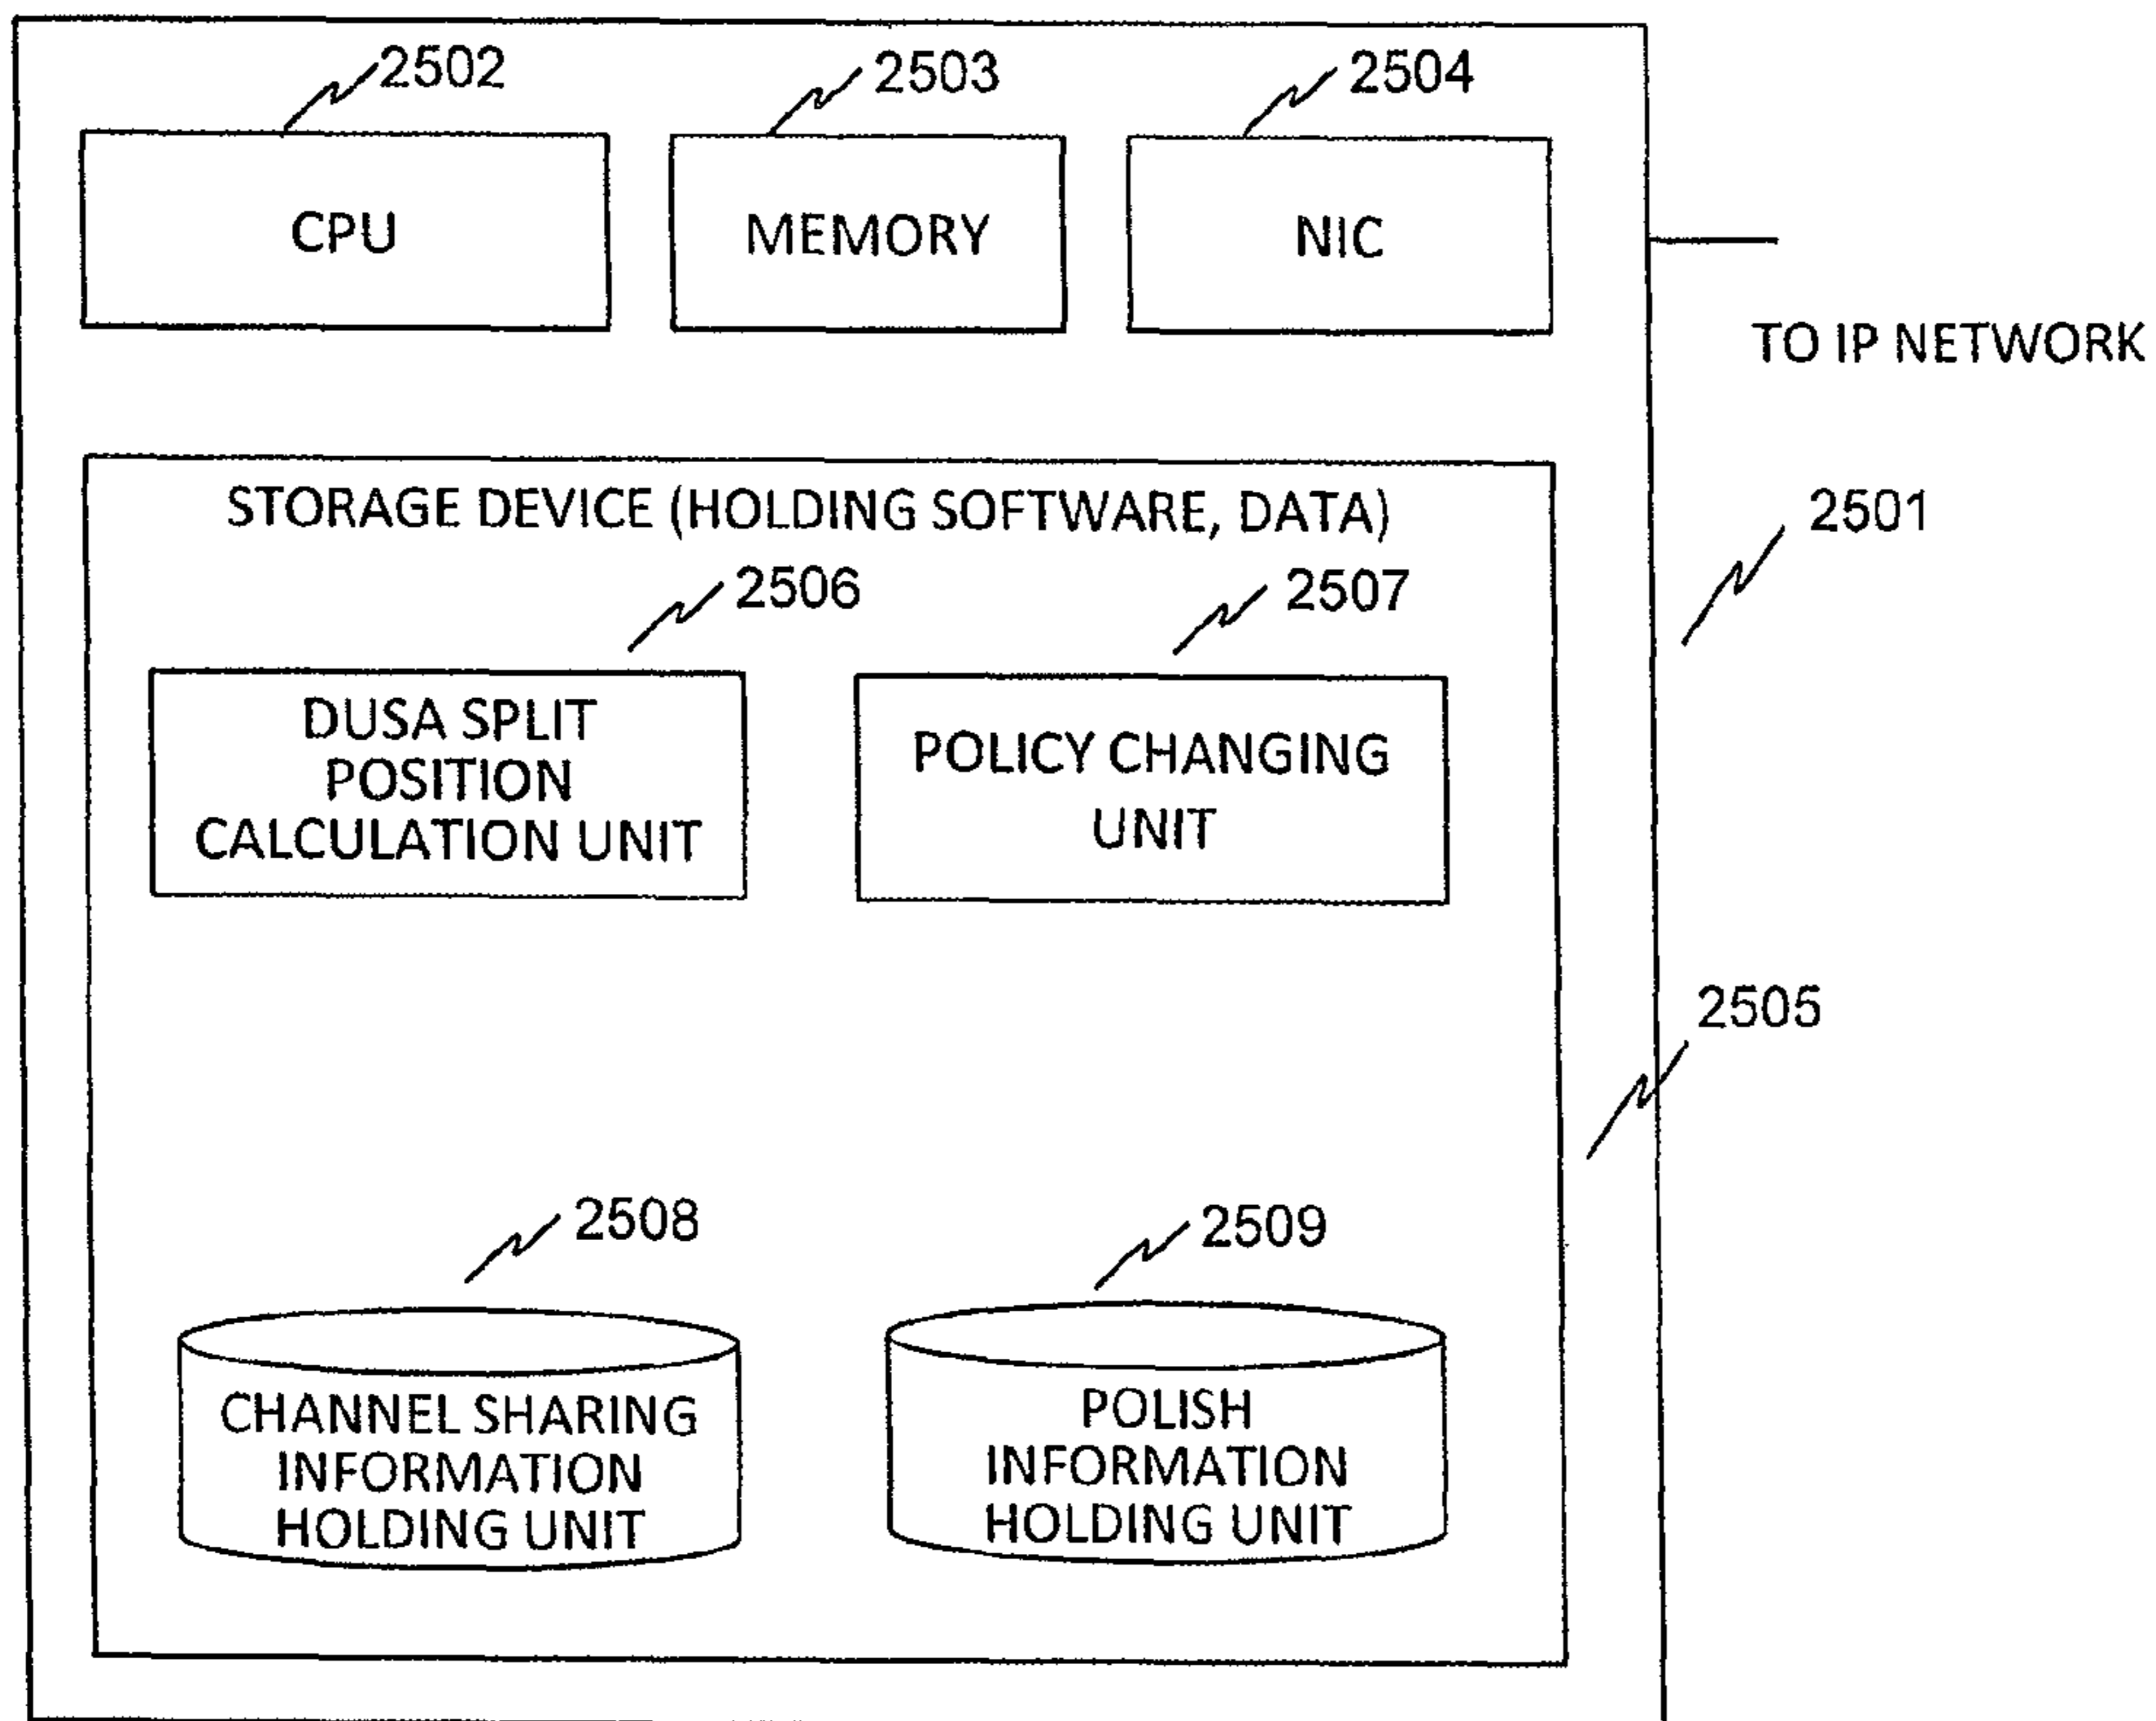 2502
2503
2504
CPU
MEMORY
NIC
TO IP NETWORK
STORAGE DEVICE (HOLDING SOFTWARE, DATA)
2501
2506
2507
DUSA SPLIT
POSITION
CALCULATION UNIT
POLICY CHANGING
UNIT
2505
2508
2509
CHANNEL SHARING
INFORMATION
HOLDING UNIT
POLISH
INFORMATION
HOLDING UNIT